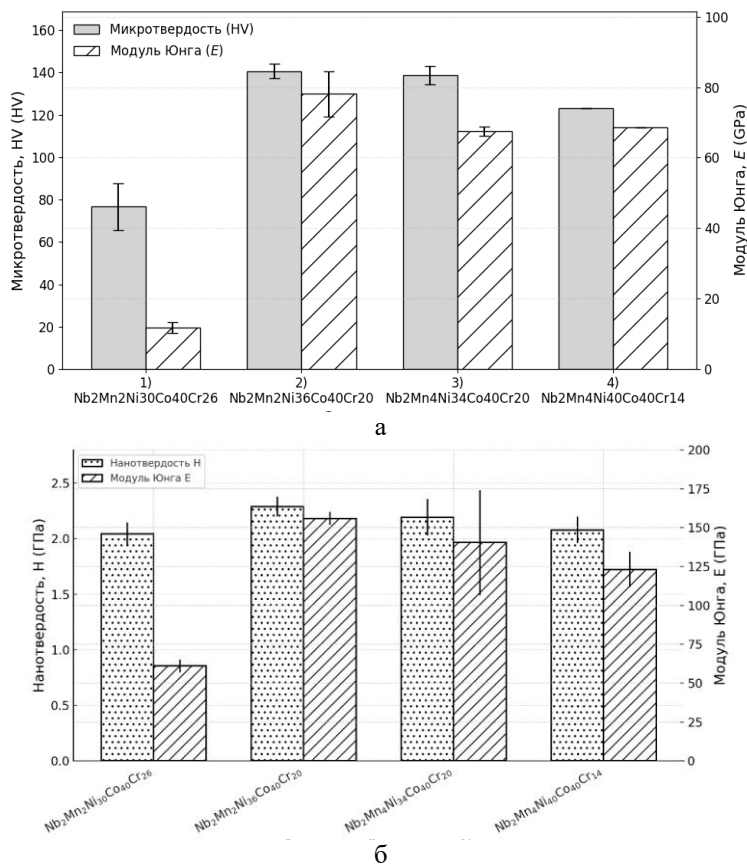 Микротвердость (HV)
Модуль Юнга (E)
Микротвердость, HV (HV)
160
140
120
100
80
60
40
20
0
100
80
60
40
20
0
Модуль Юнга, E (GPa)
1)
Nb2Mn2Ni30Co40Cr26
2)
Nb2Mn2Ni36Co40Cr20
3)
Nb2Mn4Ni34Co40Cr20
4)
Nb2Mn4Ni40Co40Cr14
а
Нанотвердость H
Модуль Юнга E
Нанотвердость, H (ГПа)
2.5
2.0
1.5
1.0
0.5
0.0
200
175
150
125
100
75
50
25
0
Модуль Юнга, E (ГПа)
Nb₂Mn₂Ni₃₀Co₄₀Cr₂₆
Nb₂Mn₂Ni₃₆Co₄₀Cr₂₀
Nb₂Mn₄Ni₃₄Co₄₀Cr₂₀
Nb₂Mn₄Ni₄₀Co₄₀Cr₁₄
б